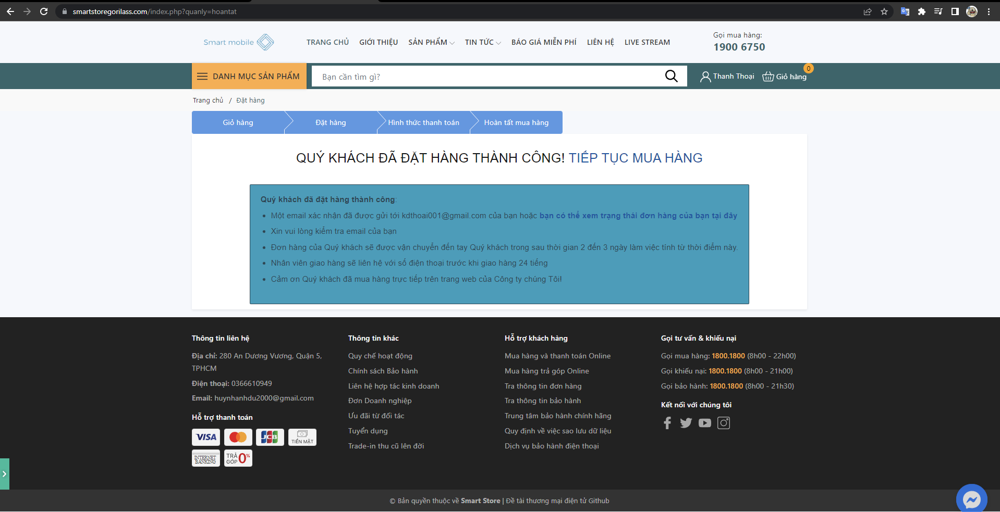 smartstoregorilass.com/index.php?quanly=hoantat
Smart mobile
TRANG CHỦ GIỚI THIỆU SẢN PHẨM TIN TỨC BÁO GIÁ MIỄN PHÍ LIÊN HỆ LIVE STREAM
Gọi mua hàng:
1900 6750
DANH MỤC SẢN PHẨM
Bạn cần tìm gì?
Thanh Thoại
Giỏ hàng
0
Trang chủ / Đặt hàng
Giỏ hàng Đặt hàng Hình thức thanh toán Hoàn tất mua hàng
QUÝ KHÁCH ĐÃ ĐẶT HÀNG THÀNH CÔNG! TIẾP TỤC MUA HÀNG
Quý khách đã đặt hàng thành công:
• Một email xác nhận đã được gửi tới kdthoai001@gmail.com của bạn hoặc bạn có thể xem trạng thái đơn hàng của bạn tại đây
• Xin vui lòng kiểm tra email của bạn
• Đơn hàng của Quý khách sẽ được vận chuyển đến tay Quý khách trong sau thời gian 2 đến 3 ngày làm việc tính từ thời điểm này.
• Nhân viên giao hàng sẽ liên hệ với số điện thoại trước khi giao hàng 24 tiếng
• Cảm ơn Quý khách đã mua hàng trực tiếp trên trang web của Công ty chúng Tôi!
Thông tin liên hệ
Địa chỉ: 280 An Dương Vương, Quận 5,
TPHCM
Điện thoại: 0366610949
Email: huynhanhdu2000@gmail.com
Hỗ trợ thanh toán
VISA
JCB
TIỀN MẶT
INTERNET
BANKING
TRẢ
GÓP 0%
Thông tin khác
Quy chế hoạt động
Chính sách Bảo hành
Liên hệ hợp tác kinh doanh
Đơn Doanh nghiệp
Ưu đãi từ đối tác
Tuyển dụng
Trade-in thu cũ lên đời
Hỗ trợ khách hàng
Mua hàng và thanh toán Online
Mua hàng trả góp Online
Tra thông tin đơn hàng
Tra thông tin bảo hành
Trung tâm bảo hành chính hãng
Quy định về việc sao lưu dữ liệu
Dịch vụ bảo hành điện thoại
Gọi tư vấn & khiếu nại
Gọi mua hàng: 1800.1800 (8h00 - 22h00)
Gọi khiếu nại: 1800.1800 (8h00 - 21h00)
Gọi bảo hành: 1800.1800 (8h00 - 21h30)
Kết nối với chúng tôi
© Bản quyền thuộc về Smart Store | Đề tài thương mại điện tử Github